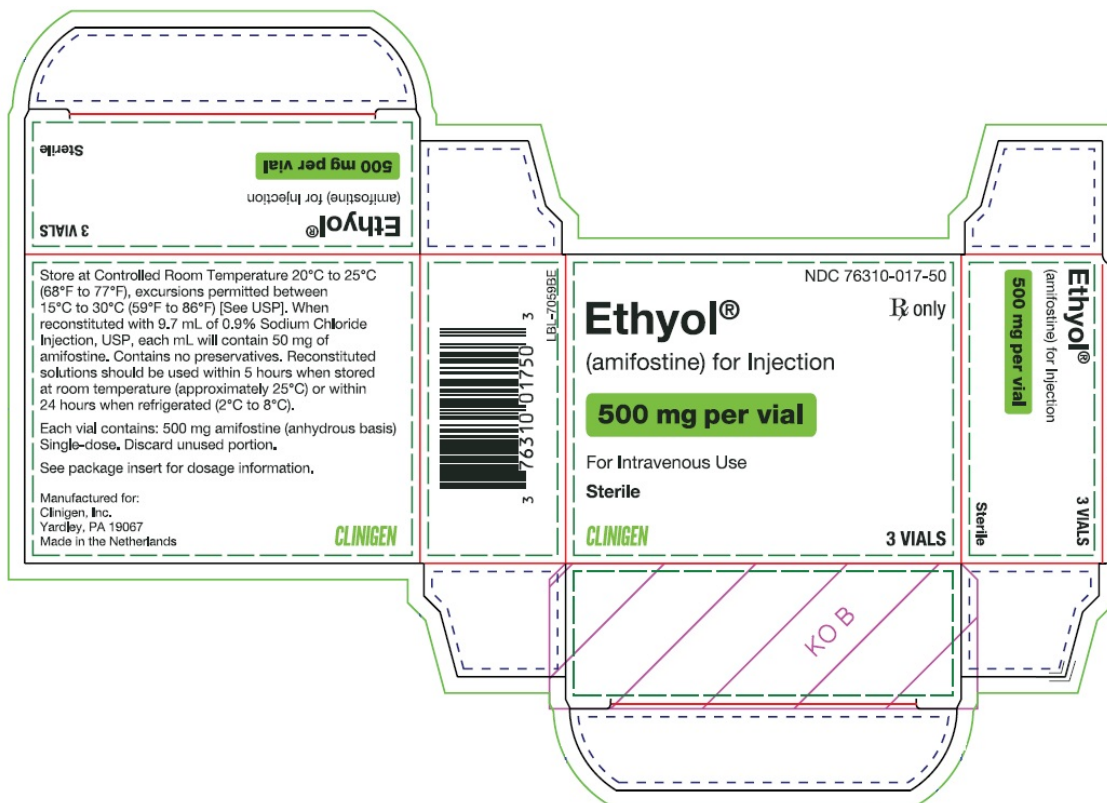 Sterile
500 mg per vial
(amifostine) for Injection
3 VIALS
Ethyol®
Store at Controlled Room Temperature 20°C to 25°C
(68°F to 77°F), excursions permitted between
15°C to 30°C (59°F to 86°F) [See USP]. When
reconstituted with 9.7 mL of 0.9% Sodium Chloride
Injection, USP, each mL will contain 50 mg of
amifostine. Contains no preservatives. Reconstituted
solutions should be used within 5 hours when stored
at room temperature (approximately 25°C) or within
24 hours when refrigerated (2°C to 8°C).
Each vial contains: 500 mg amifostine (anhydrous basis)
Single-dose. Discard unused portion.
See package insert for dosage information.
Manufactured for:
Clinigen, Inc.
Yardley, PA 19067
Made in the Netherlands
CLINIGEN
3 76310 01750 3
LBL-7059BE
NDC 76310-017-50
Ethyol®
℞ only
(amifostine) for Injection
500 mg per vial
For Intravenous Use
Sterile
CLINIGEN
3 VIALS
Ethyol®
(amifostine) for Injection
500 mg per vial
3 VIALS
Sterile
KO B